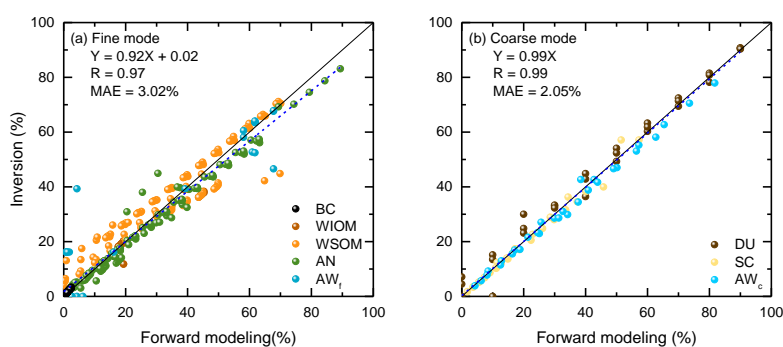 (a) Fine mode
Y = 0.92X + 0.02
R = 0.97
MAE = 3.02%
100
80
60
40
20
0
Inversion (%)
BC
WIOM
WSOM
AN
AWf
0 20 40 60 80 100
Forward modeling(%)
(b) Coarse mode
Y = 0.99X
R = 0.99
MAE = 2.05%
100
80
60
40
20
0
DU
SC
AWc
0 20 40 60 80 100
Forward modeling (%)